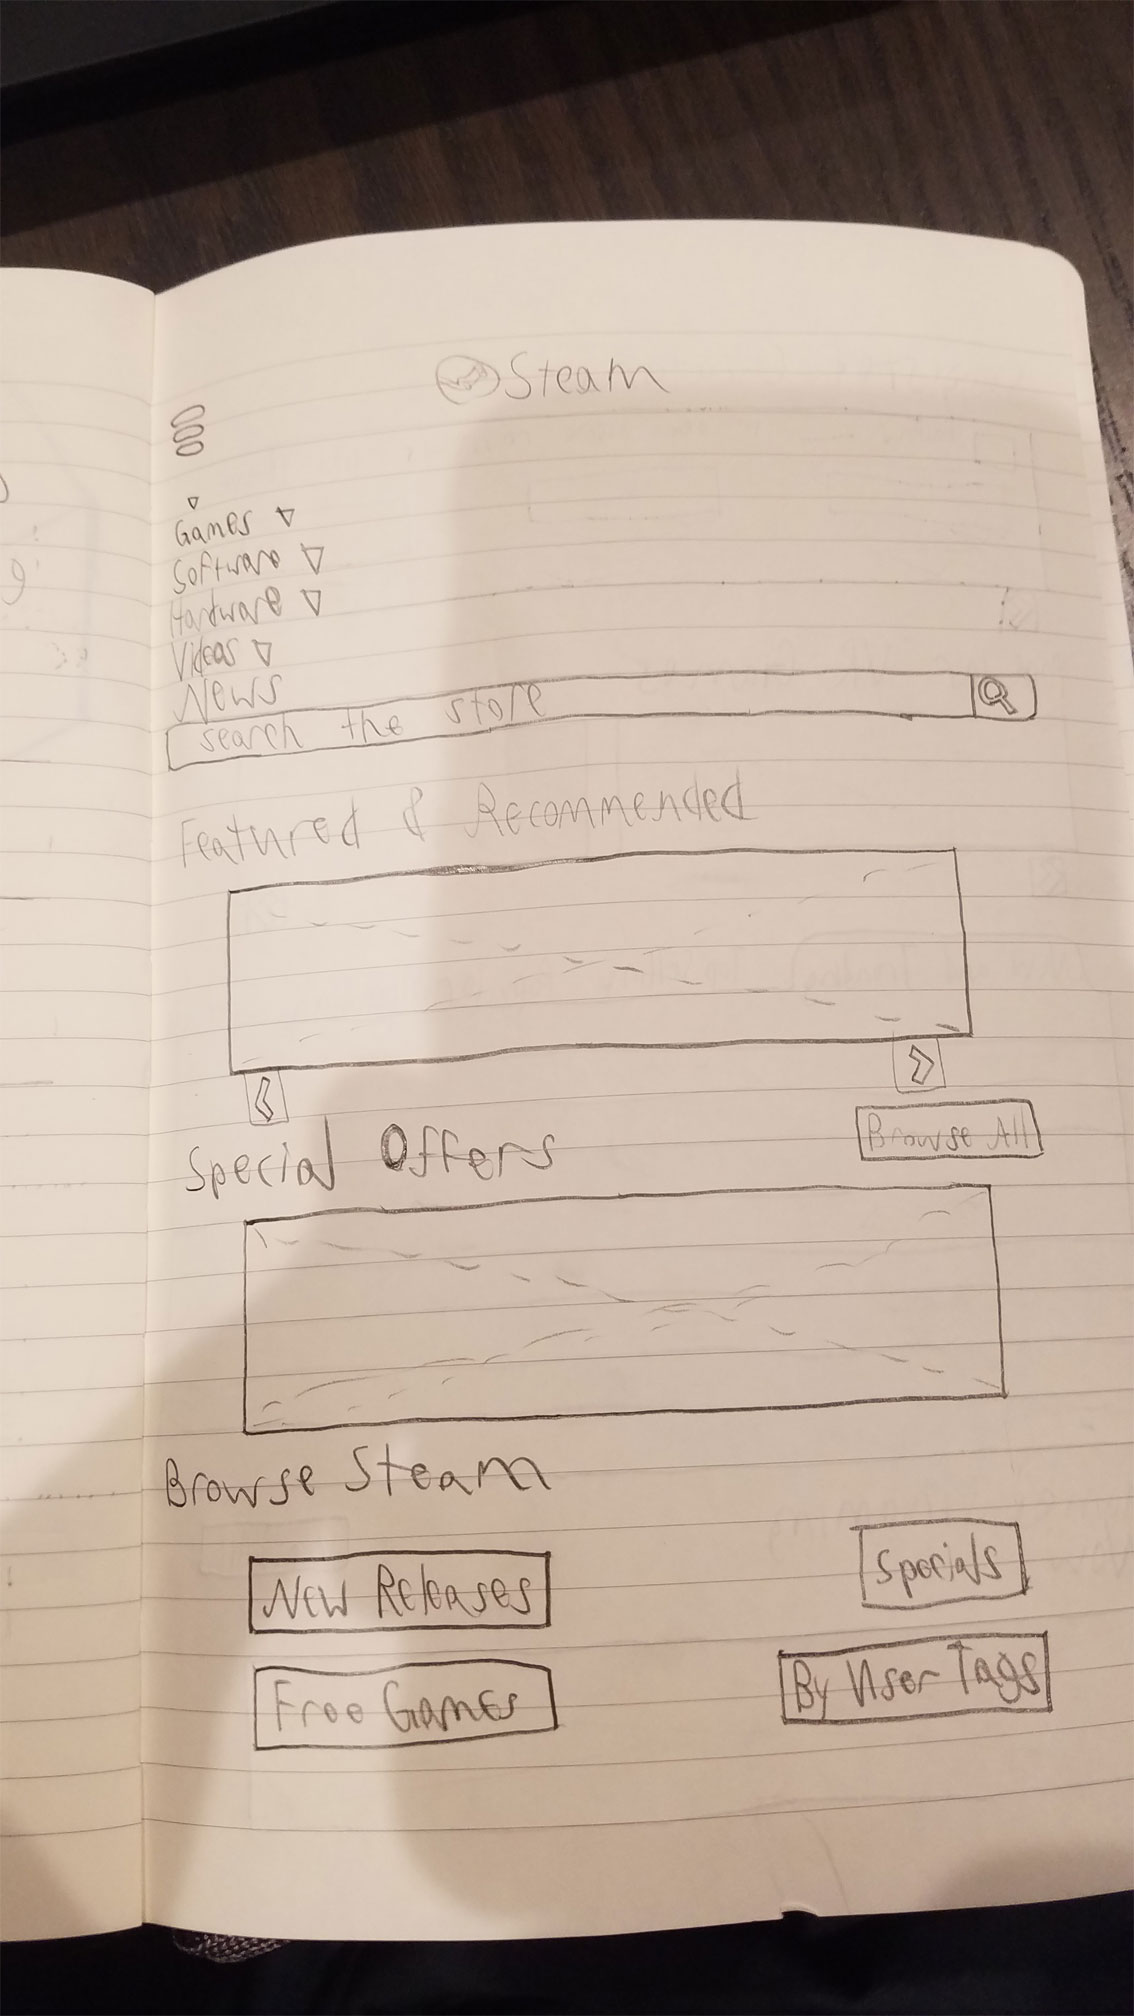 Steam
Games
Software
Hardware
Videos
News
search the store
Featured & Recommended
Special Offers
Browse All
Browse Steam
New Releases
Specials
Free Games
By User Tags